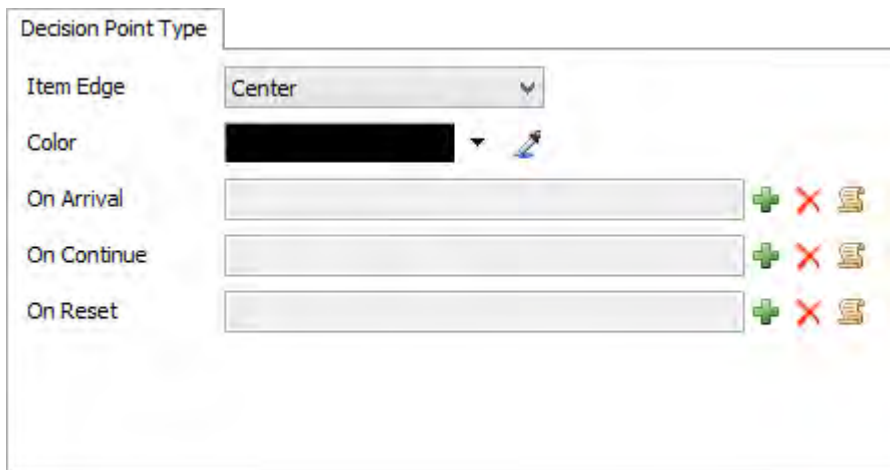 Decision Point Type
Item Edge
Center
Color
On Arrival
On Continue
On Reset